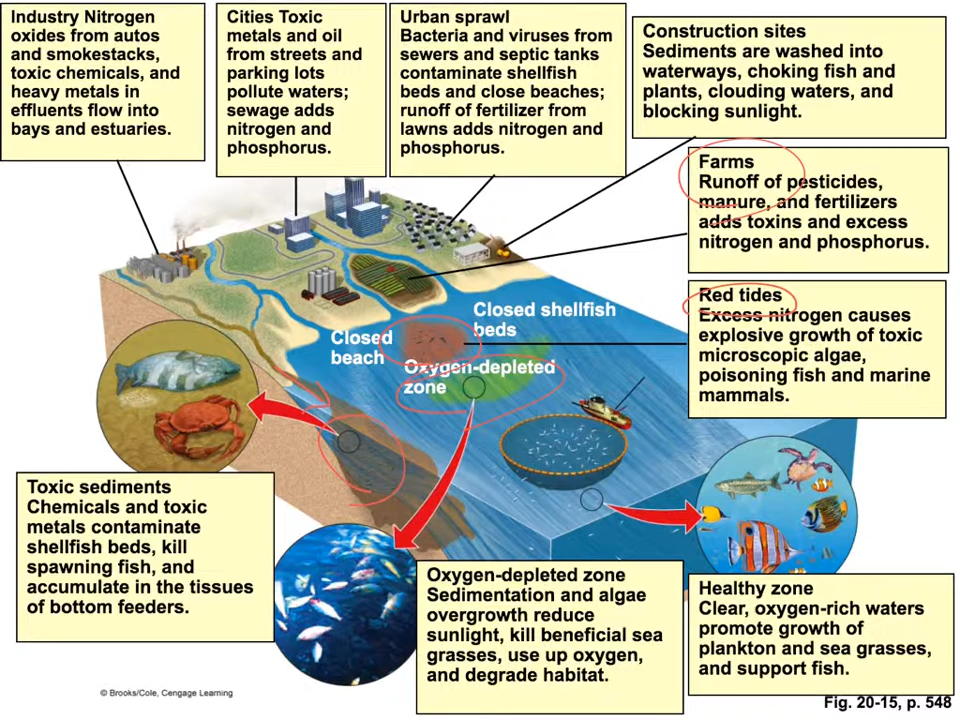 Industry Nitrogen
oxides from autos
and smokestacks,
toxic chemicals, and
heavy metals in
effluents flow into
bays and estuaries.
Cities Toxic
metals and oil
from streets and
parking lots
pollute waters;
sewage adds
nitrogen and
phosphorus.
Urban sprawl
Bacteria and viruses from
sewers and septic tanks
contaminate shellfish
beds and close beaches;
runoff of fertilizer from
lawns adds nitrogen and
phosphorus.
Construction sites
Sediments are washed into
waterways, choking fish and
plants, clouding waters, and
blocking sunlight.
Farms
Runoff of pesticides,
manure, and fertilizers
adds toxins and excess
nitrogen and phosphorus.
Red tides
Excess nitrogen causes
explosive growth of toxic
microscopic algae,
poisoning fish and marine
mammals.
Closed shellfish
beds
Closed
beach
Oxygen-depleted
zone
Toxic sediments
Chemicals and toxic
metals contaminate
shellfish beds, kill
spawning fish, and
accumulate in the tissues
of bottom feeders.
Oxygen-depleted zone
Sedimentation and algae
overgrowth reduce
sunlight, kill beneficial sea
grasses, use up oxygen,
and degrade habitat.
Healthy zone
Clear, oxygen-rich waters
promote growth of
plankton and sea grasses,
and support fish.
© Brooks/Cole, Cengage Learning
Fig. 20-15, p. 548